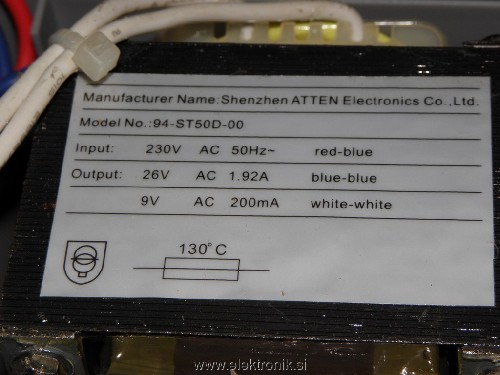 Manufacturer Name:Shenzhen ATTEN Electronics Co.,Ltd.
Model No.:94-ST50D-00
Input: 230V AC 50Hz~ red-blue
Output: 26V AC 1.92A blue-blue
9V AC 200mA white-white
130°C
www.elektronik.si